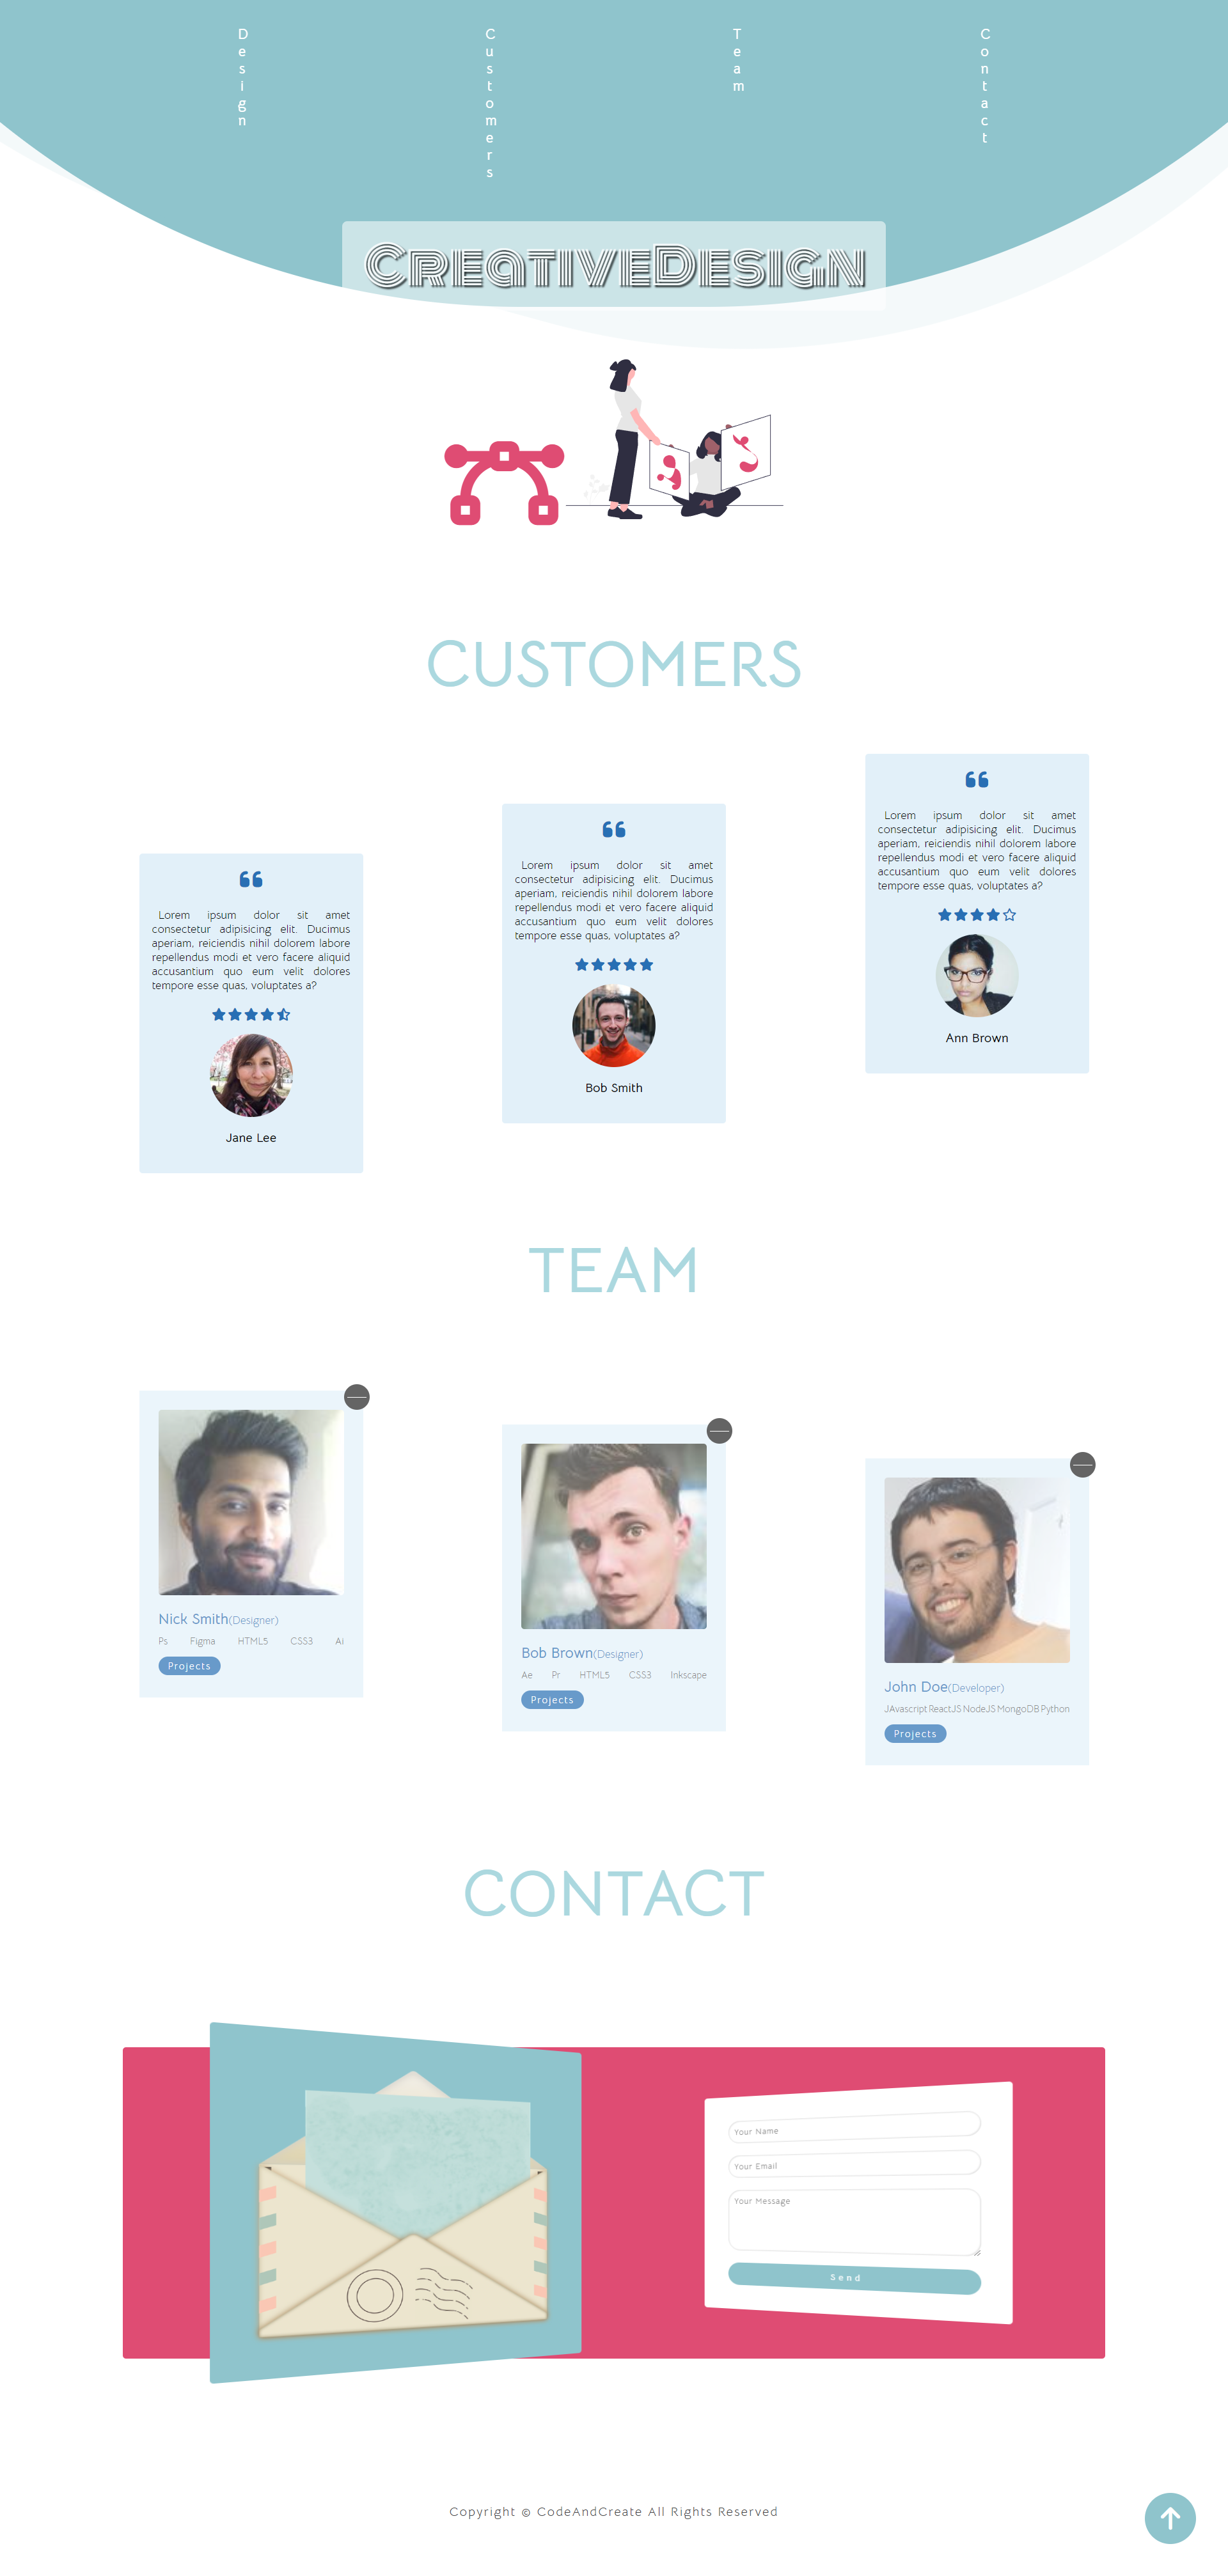 Design
Customers
Team
Contact
CreativeDesign
CUSTOMERS
Lorem ipsum dolor sit amet
consectetur adipisicing elit. Ducimus
aperiam, reiciendis nihil dolorem labore
repellendus modi et vero facere aliquid
accusantium quo eum velit dolores
tempore esse quas, voluptates a?
Jane Lee
Lorem ipsum dolor sit amet
consectetur adipisicing elit. Ducimus
aperiam, reiciendis nihil dolorem labore
repellendus modi et vero facere aliquid
accusantium quo eum velit dolores
tempore esse quas, voluptates a?
Bob Smith
Lorem ipsum dolor sit amet
consectetur adipisicing elit. Ducimus
aperiam, reiciendis nihil dolorem labore
repellendus modi et vero facere aliquid
accusantium quo eum velit dolores
tempore esse quas, voluptates a?
Ann Brown
TEAM
Nick Smith(Designer)
Ps Figma HTML5 CSS3 Ai
Projects
Bob Brown(Designer)
Ae Pr HTML5 CSS3 Inkscape
Projects
John Doe(Developer)
JAvascript ReactJS NodeJS MongoDB Python
Projects
CONTACT
Your Name
Your Email
Your Message
Send
Copyright © CodeAndCreate All Rights Reserved